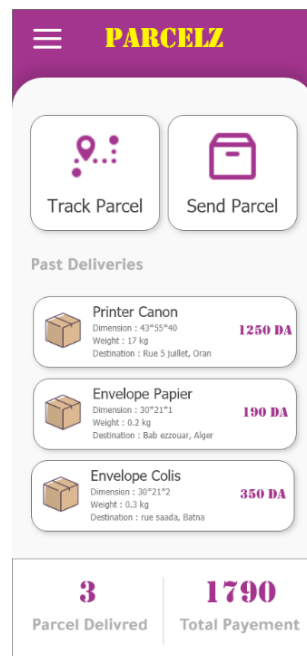 PARCELZ
Track Parcel
Send Parcel
Past Deliveries
Printer Canon
Dimension : 43*55*40
Weight : 17 kg
Destination : Rue 5 juillet, Oran
1250 DA
Envelope Papier
Dimension : 30*21*1
Weight : 0.2 kg
Destination : Bab ezzouar, Alger
190 DA
Envelope Colis
Dimension : 30*21*2
Weight : 0.3 kg
Destination : rue saada, Batna
350 DA
3
Parcel Delivred
1790
Total Payement